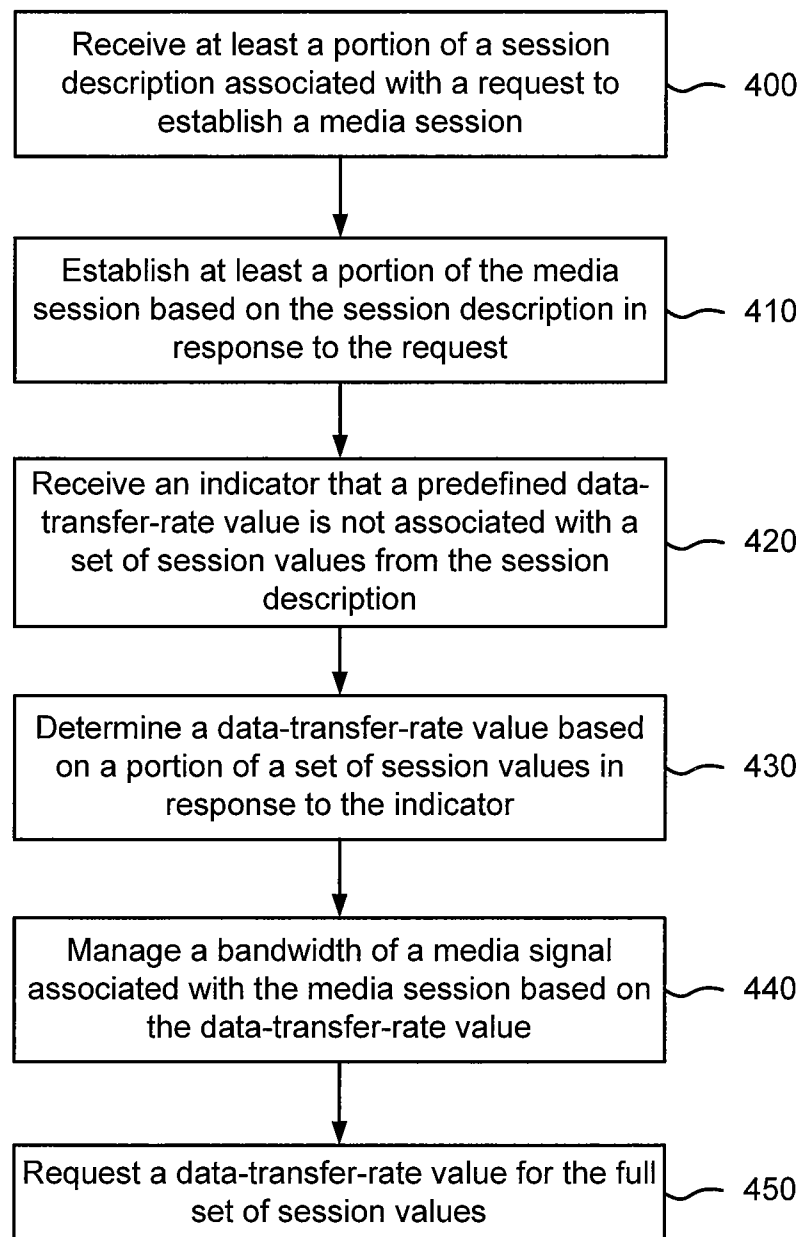 Receive at least a portion of a session
description associated with a request to
establish a media session
400
Establish at least a portion of the media
session based on the session description in
response to the request
410
Receive an indicator that a predefined data-
transfer-rate value is not associated with a
set of session values from the session
description
420
Determine a data-transfer-rate value based
on a portion of a set of session values in
response to the indicator
430
Manage a bandwidth of a media signal
associated with the media session based on
the data-transfer-rate value
440
Request a data-transfer-rate value for the full
set of session values
450